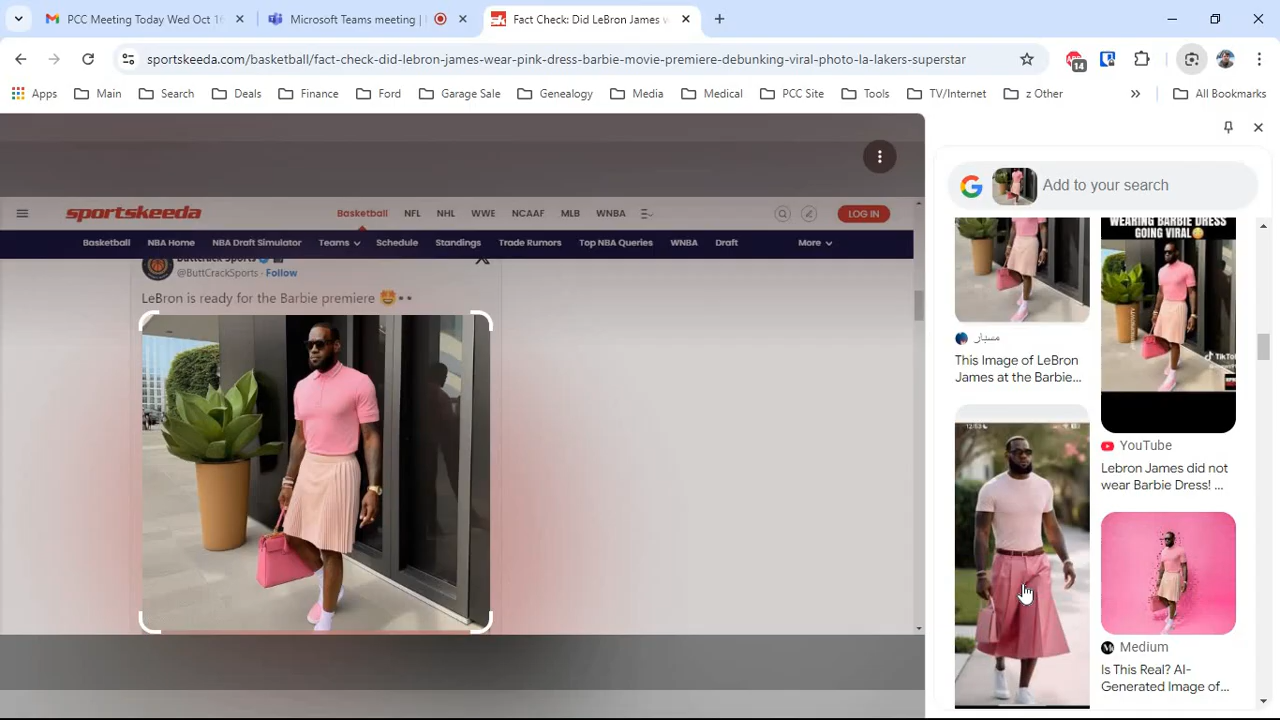 PCC Meeting Today Wed Oct 1
Microsoft Teams meeting |
Fact Check: Did LeBron James w
sportskeeda.com/basketball/fact-check-did-lebron-james-wear-pink-dress-barbie-movie-premiere-debunking-viral-photo-la-lakers-superstar
14
Apps Main Search Deals Finance Ford Garage Sale Genealogy Media Medical PCC Site Tools TV/Internet z Other » All Bookmarks
Add to your search
sportskeeda Basketball NFL NHL WWE NCAAF MLB WNBA LOG IN
Basketball NBA Home NBA Draft Simulator Teams Schedule Standings Trade Rumors Top NBA Queries WNBA Draft More
@ButtCrackSports · Follow
LeBron is ready for the Barbie premiere
مسبار
This Image of LeBron
James at the Barbie...
12:53
WEARING BARBIE DRESS
GOING VIRAL
TikTok
YouTube
Lebron James did not
wear Barbie Dress! ...
Medium
Is This Real? AI-
Generated Image of...